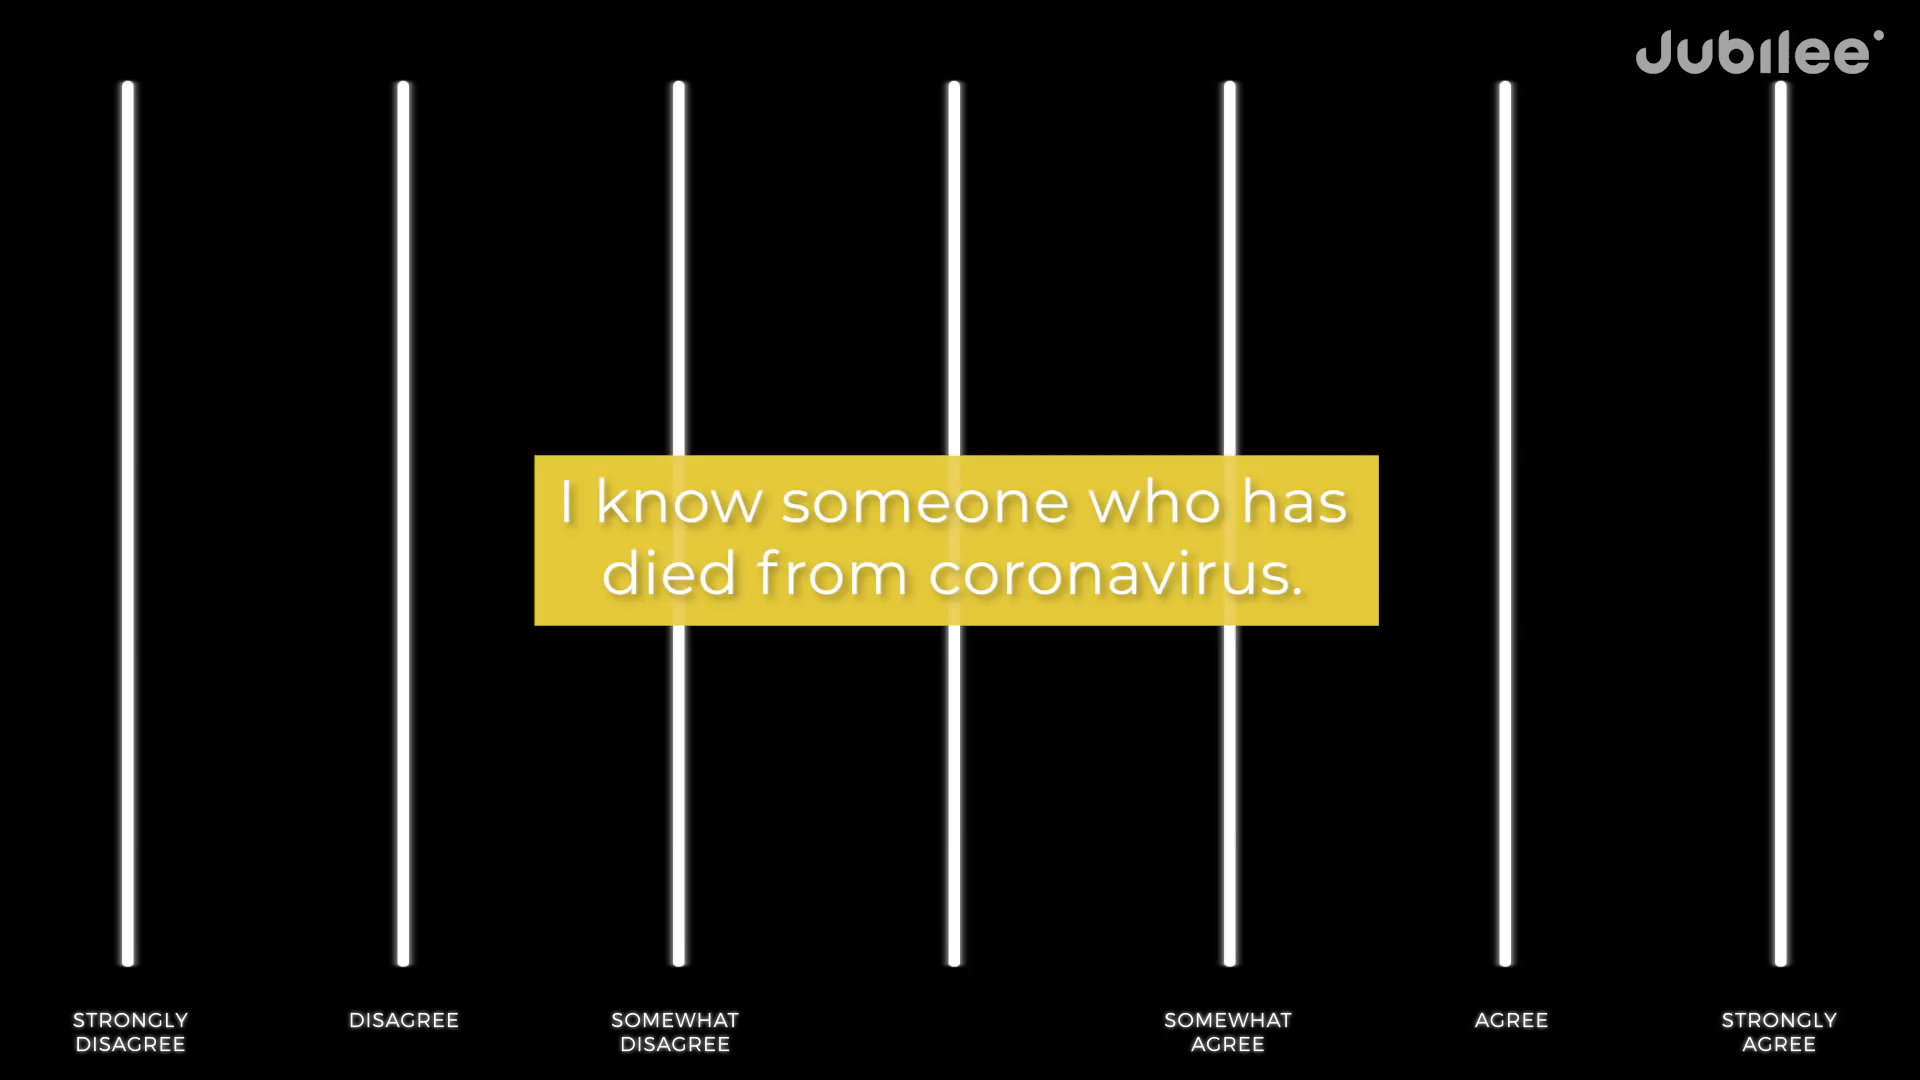 Jubilee
I know someone who has
died from coronavirus.
STRONGLY
DISAGREE
DISAGREE
SOMEWHAT
DISAGREE
SOMEWHAT
AGREE
AGREE
STRONGLY
AGREE